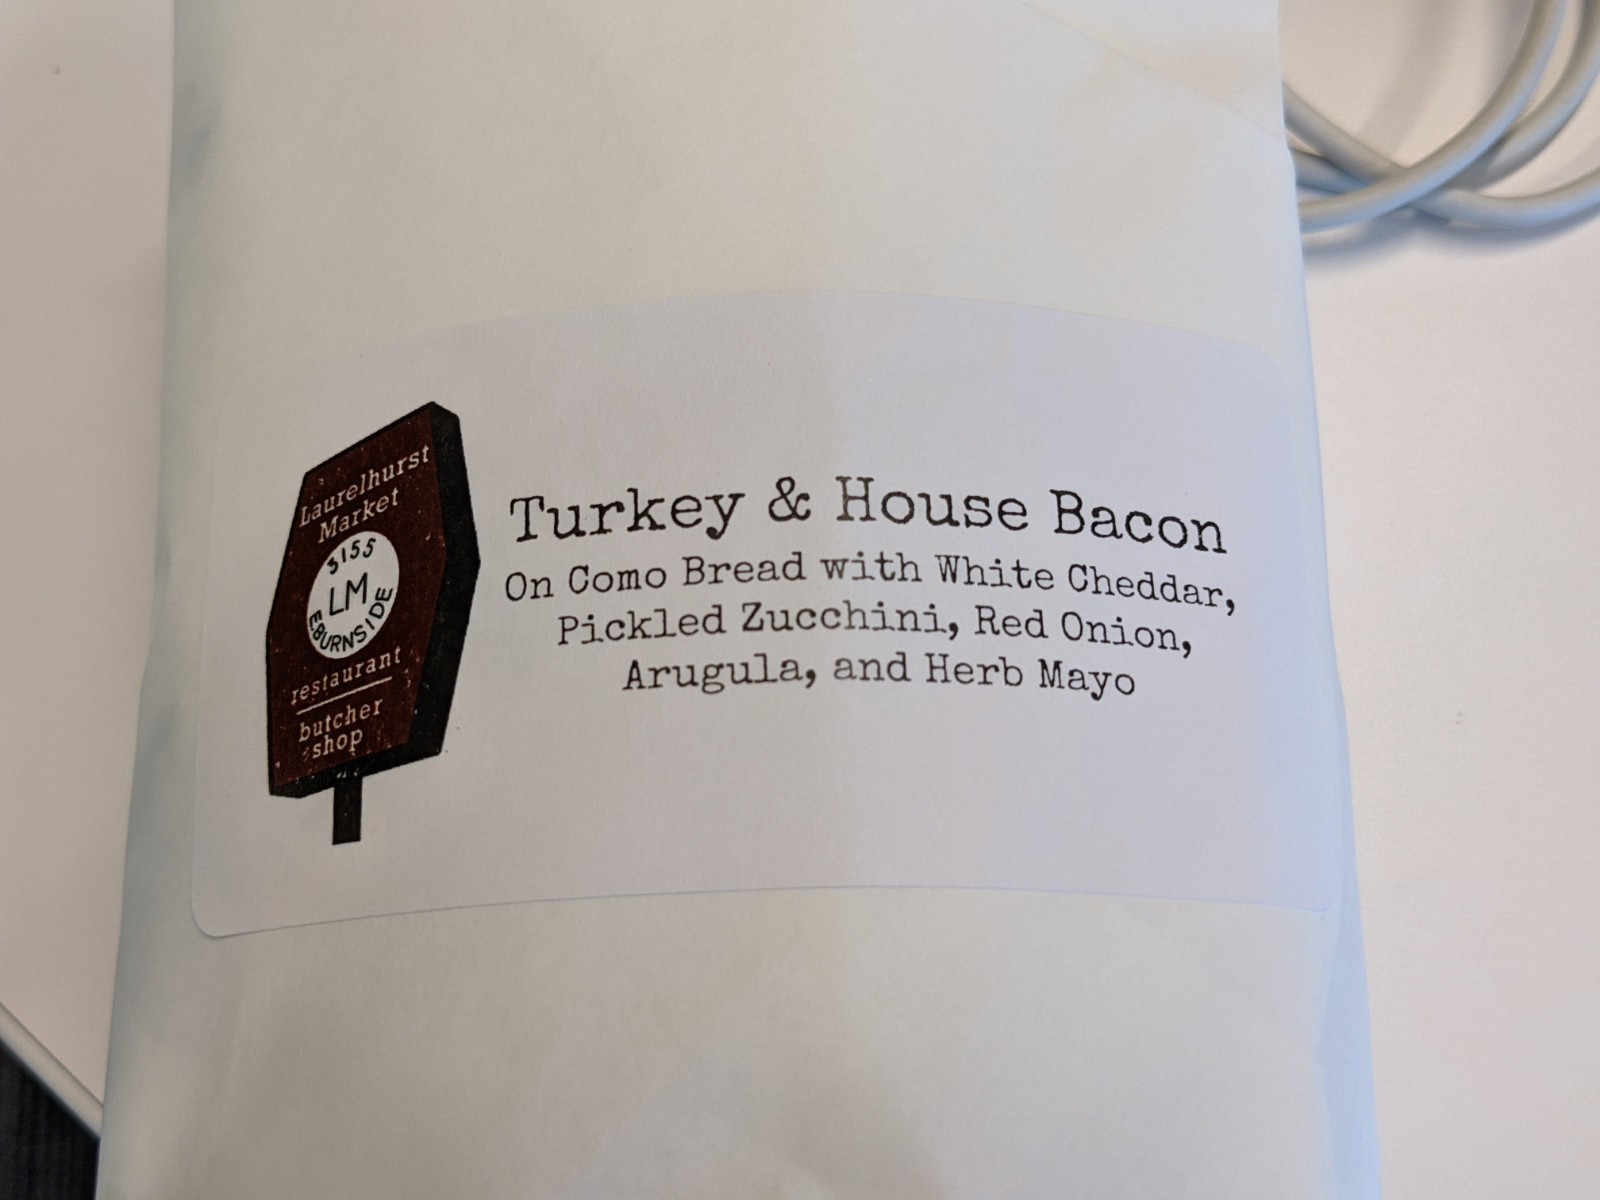 Laurelhurst
Market
3155
LM
E. BURNSIDE
restaurant
butcher
shop
Turkey & House Bacon
On Como Bread with White Cheddar,
Pickled Zucchini, Red Onion,
Arugula, and Herb Mayo